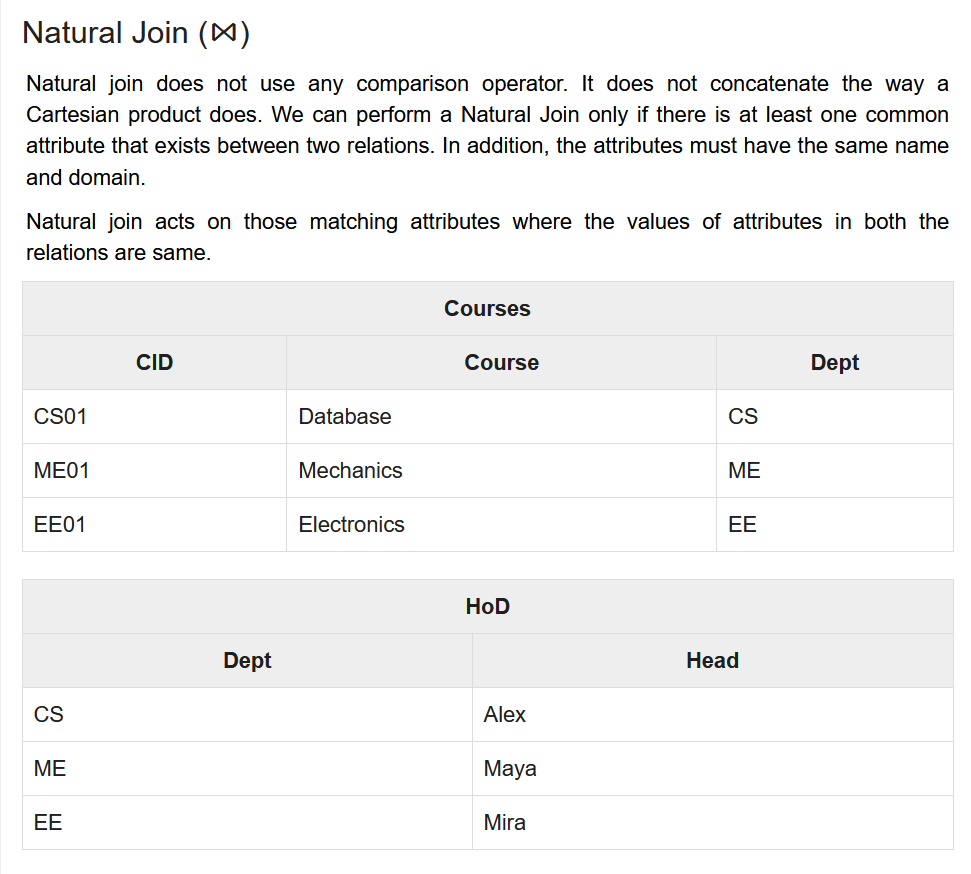 Natural Join (⋈)
Natural join does not use any comparison operator. It does not concatenate the way a
Cartesian product does. We can perform a Natural Join only if there is at least one common
attribute that exists between two relations. In addition, the attributes must have the same name
and domain.
Natural join acts on those matching attributes where the values of attributes in both the
relations are same.
Courses
CID Course Dept
CS01 Database CS
ME01 Mechanics ME
EE01 Electronics EE
HoD
Dept Head
CS Alex
ME Maya
EE Mira